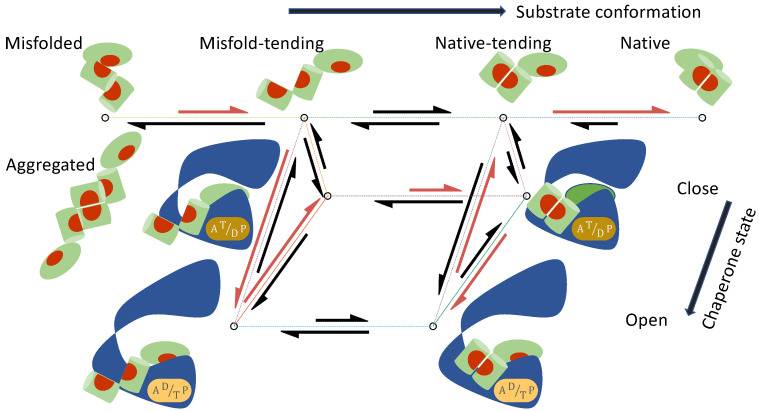 Substrate conformation
Misfolded
Misfold-tending
Native-tending
Native
Aggregated
A T/D P
A T/D P
Close
Chaperone state
Open
A D/T P
A D/T P